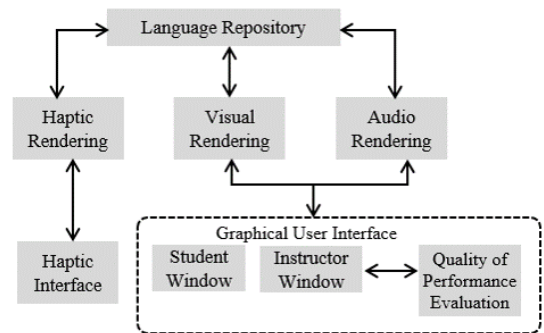 Language Repository
Haptic
Rendering
Visual
Rendering
Audio
Rendering
Haptic
Interface
Graphical User Interface
Student
Window
Instructor
Window
Quality of
Performance
Evaluation